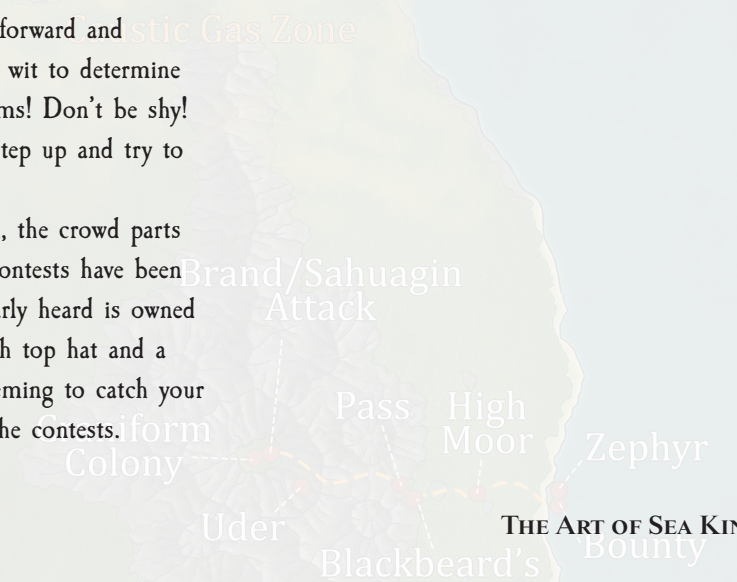 forward and
wit to determine
ms! Don't be shy!
tep up and try to
, the crowd parts
ontests have been
rly heard is owned
h top hat and a
eming to catch your
he contests.
stic Gas Zone
Brand/Sahuagin
Attack
Pass
High
Moor
Zephyr
iform
Colony
Uder
Blackbeard's
Bounty
The Art of Sea Kin